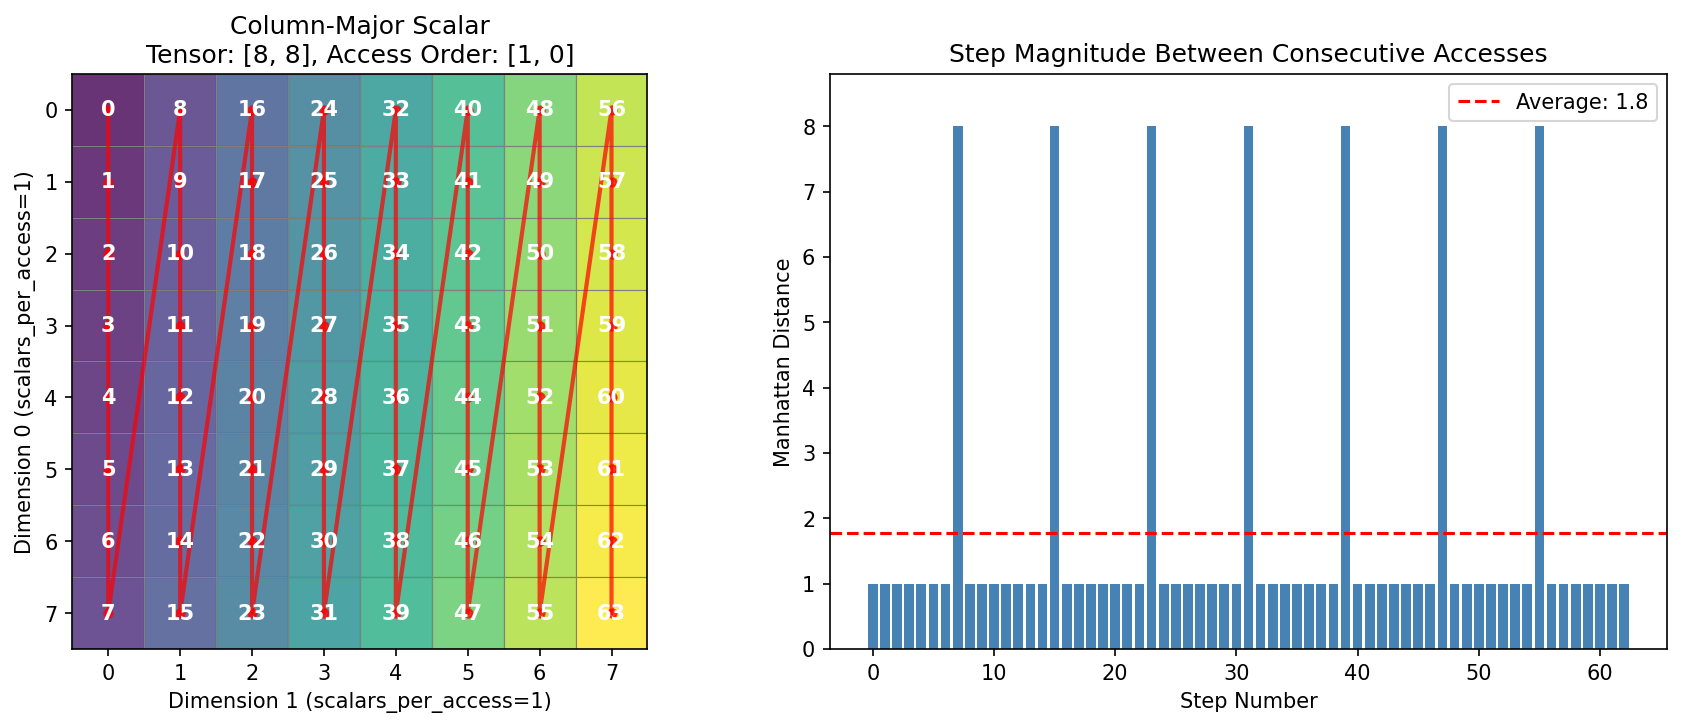 Column-Major Scalar
Tensor: [8, 8], Access Order: [1, 0]
0 8 16 24 32 40 48 56
1 9 17 25 33 41 49 57
2 10 18 26 34 42 50 58
3 11 19 27 35 43 51 59
4 12 20 28 36 44 52 60
5 13 21 29 37 45 53 61
6 14 22 30 38 46 54 62
7 15 23 31 39 47 55 63
0
1
2
3
4
5
6
7
0 1 2 3 4 5 6 7
Dimension 0 (scalars_per_access=1)
Dimension 1 (scalars_per_access=1)
Step Magnitude Between Consecutive Accesses
Average: 1.8
8
7
6
5
4
3
2
1
0
0 10 20 30 40 50 60
Manhattan Distance
Step Number